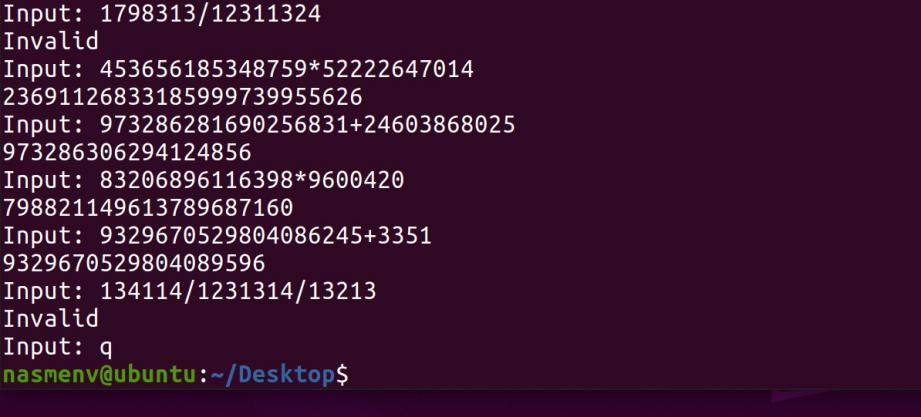 Input: 1798313/12311324
Invalid
Input: 453656185348759*52222647014
23691126833185999739955626
Input: 973286281690256831+24603868025
973286306294124856
Input: 83206896116398*9600420
798821149613789687160
Input: 9329670529804086245+3351
9329670529804089596
Input: 134114/1231314/13213
Invalid
Input: q
nasmenv@ubuntu:~/Desktop$